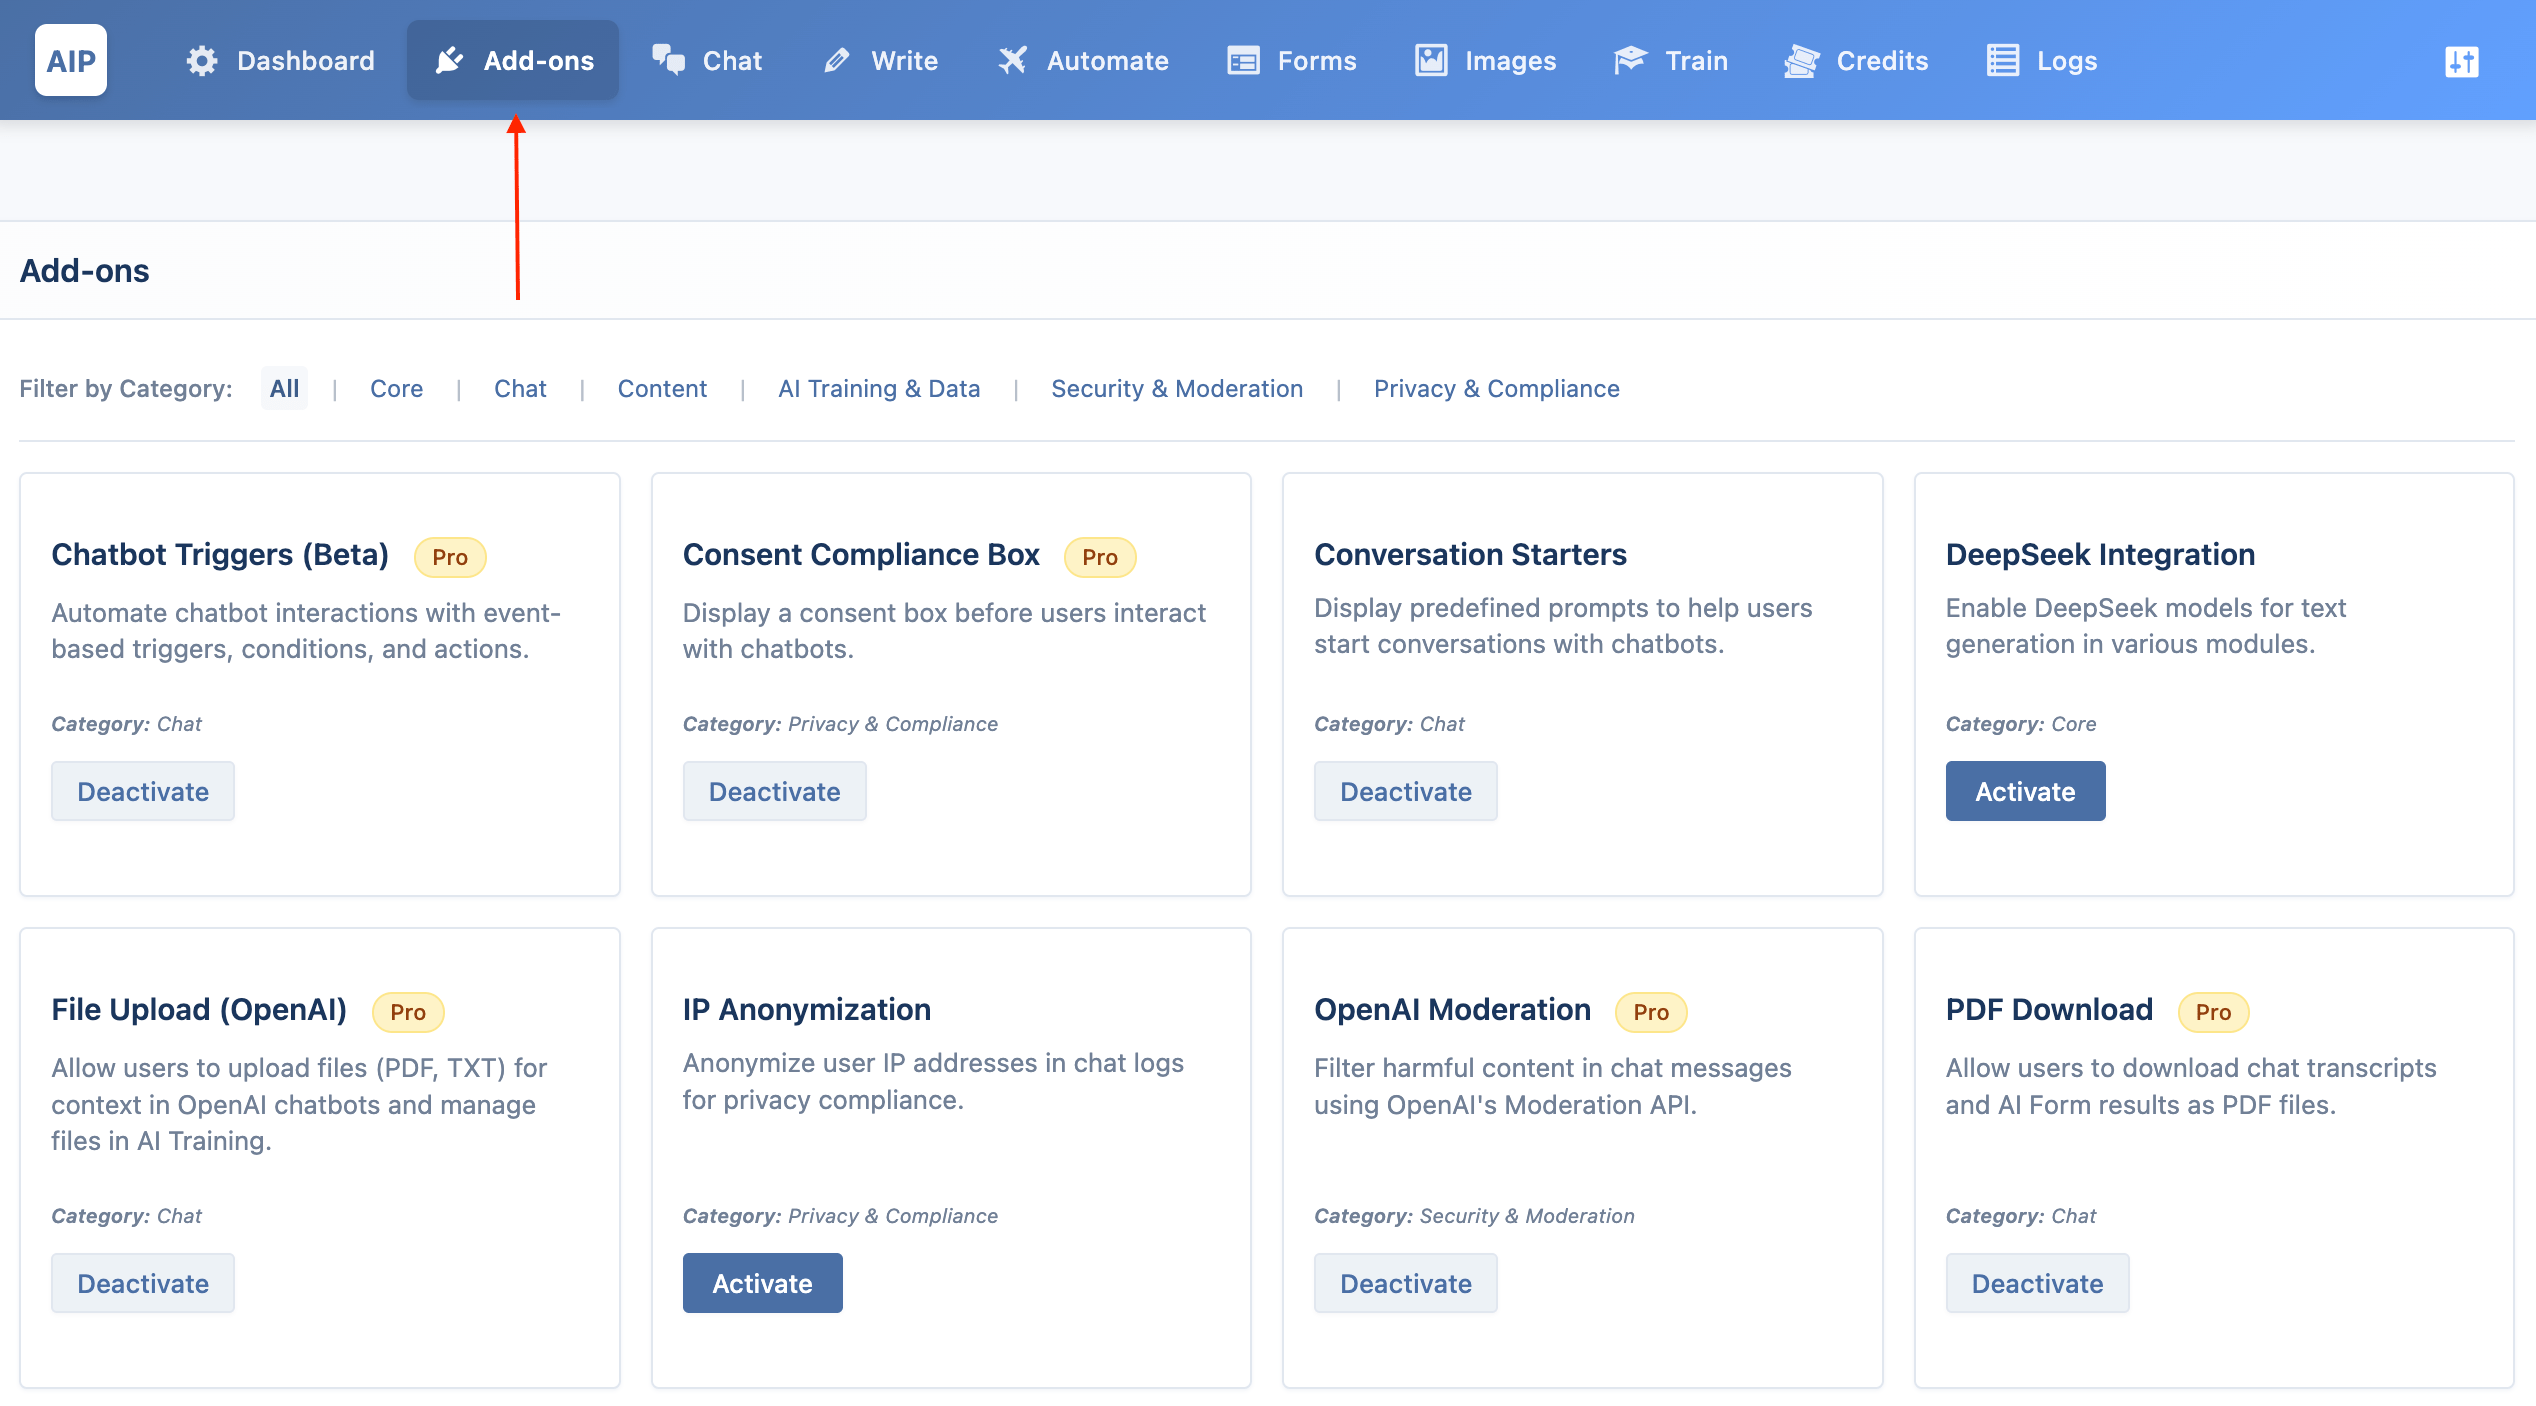 AIP
Dashboard
Add-ons
Chat
Write
Automate
Forms
Images
Train
Credits
Logs
Add-ons
Filter by Category: All | Core | Chat | Content | AI Training & Data | Security & Moderation | Privacy & Compliance
Chatbot Triggers (Beta) Pro
Automate chatbot interactions with event-
based triggers, conditions, and actions.
Category: Chat
Deactivate
Consent Compliance Box Pro
Display a consent box before users interact
with chatbots.
Category: Privacy & Compliance
Deactivate
Conversation Starters
Display predefined prompts to help users
start conversations with chatbots.
Category: Chat
Deactivate
DeepSeek Integration
Enable DeepSeek models for text
generation in various modules.
Category: Core
Activate
File Upload (OpenAI) Pro
Allow users to upload files (PDF, TXT) for
context in OpenAI chatbots and manage
files in AI Training.
Category: Chat
Deactivate
IP Anonymization
Anonymize user IP addresses in chat logs
for privacy compliance.
Category: Privacy & Compliance
Activate
OpenAI Moderation Pro
Filter harmful content in chat messages
using OpenAI's Moderation API.
Category: Security & Moderation
Deactivate
PDF Download Pro
Allow users to download chat transcripts
and AI Form results as PDF files.
Category: Chat
Deactivate